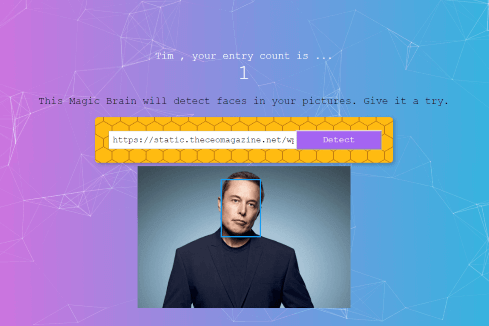 Tim , your entry count is ...
1
This Magic Brain will detect faces in your pictures. Give it a try.
https://static.theceomagazine.net/wp
Detect